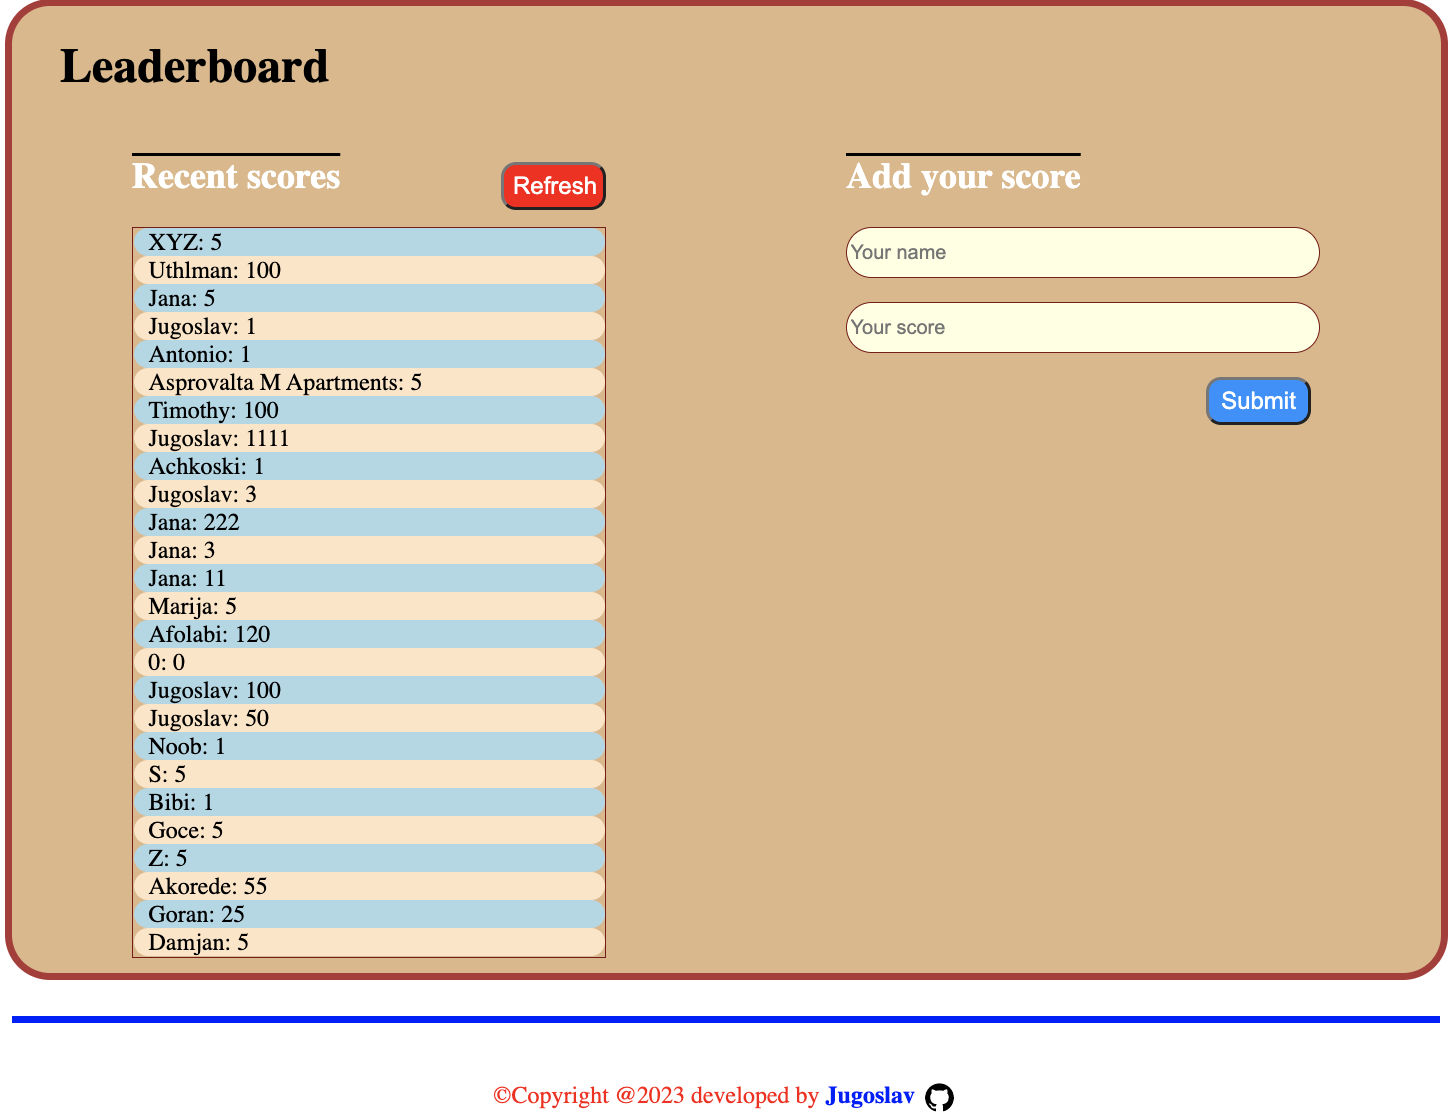 Leaderboard
Recent scores
Refresh
XYZ: 5
Uthlman: 100
Jana: 5
Jugoslav: 1
Antonio: 1
Asprovalta M Apartments: 5
Timothy: 100
Jugoslav: 1111
Achkoski: 1
Jugoslav: 3
Jana: 222
Jana: 3
Jana: 11
Marija: 5
Afolabi: 120
0: 0
Jugoslav: 100
Jugoslav: 50
Noob: 1
S: 5
Bibi: 1
Goce: 5
Z: 5
Akorede: 55
Goran: 25
Damjan: 5
Add your score
Your name
Your score
Submit
©Copyright @2023 developed by Jugoslav